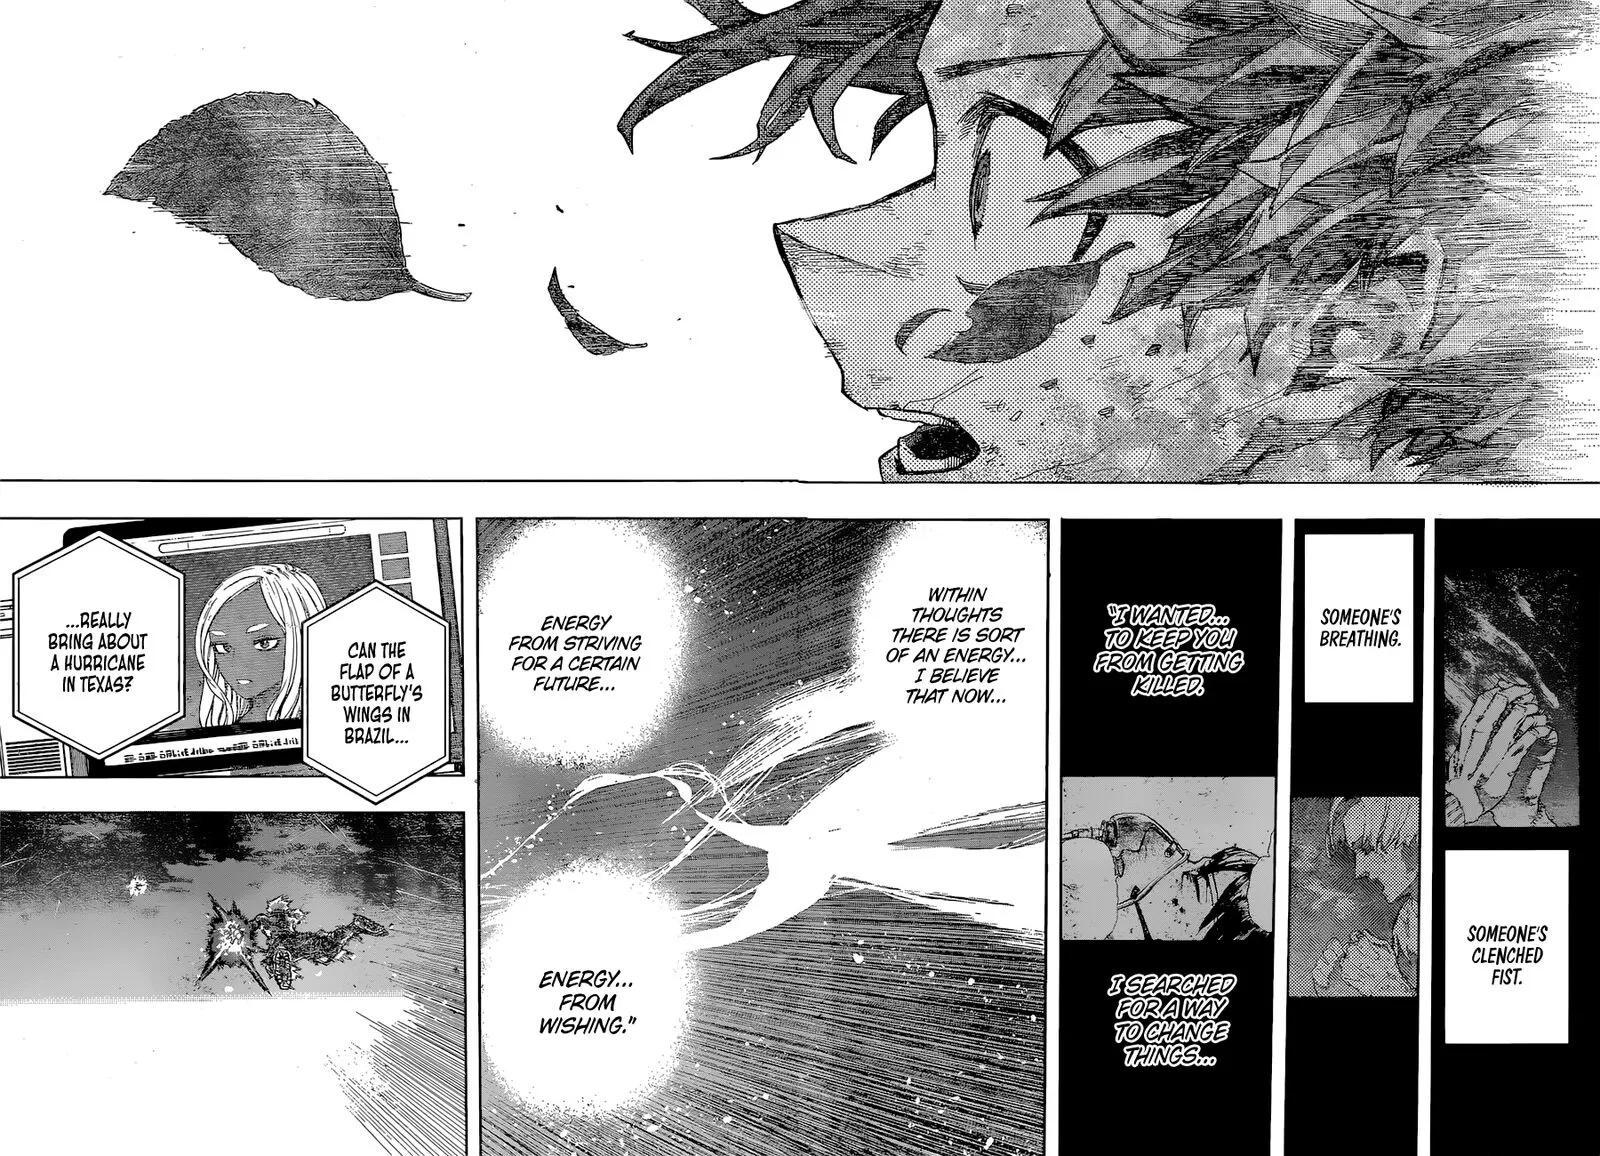 SOMEONE'S
CLENCHED
FIST.
SOMEONE'S
BREATHING.
"I WANTED...
TO KEEP YOU
FROM GETTING
KILLED.
I SEARCHED
FOR A WAY
TO CHANGE
THINGS...
WITHIN
THOUGHTS
THERE IS SORT
OF AN ENERGY...
I BELIEVE
THAT NOW...
ENERGY
FROM STRIVING
FOR A CERTAIN
FUTURE...
ENERGY...
FROM
WISHING."
CAN THE
FLAP OF A
BUTTERFLY'S
WINGS IN
BRAZIL...
...REALLY
BRING ABOUT
A HURRICANE
IN TEXAS?